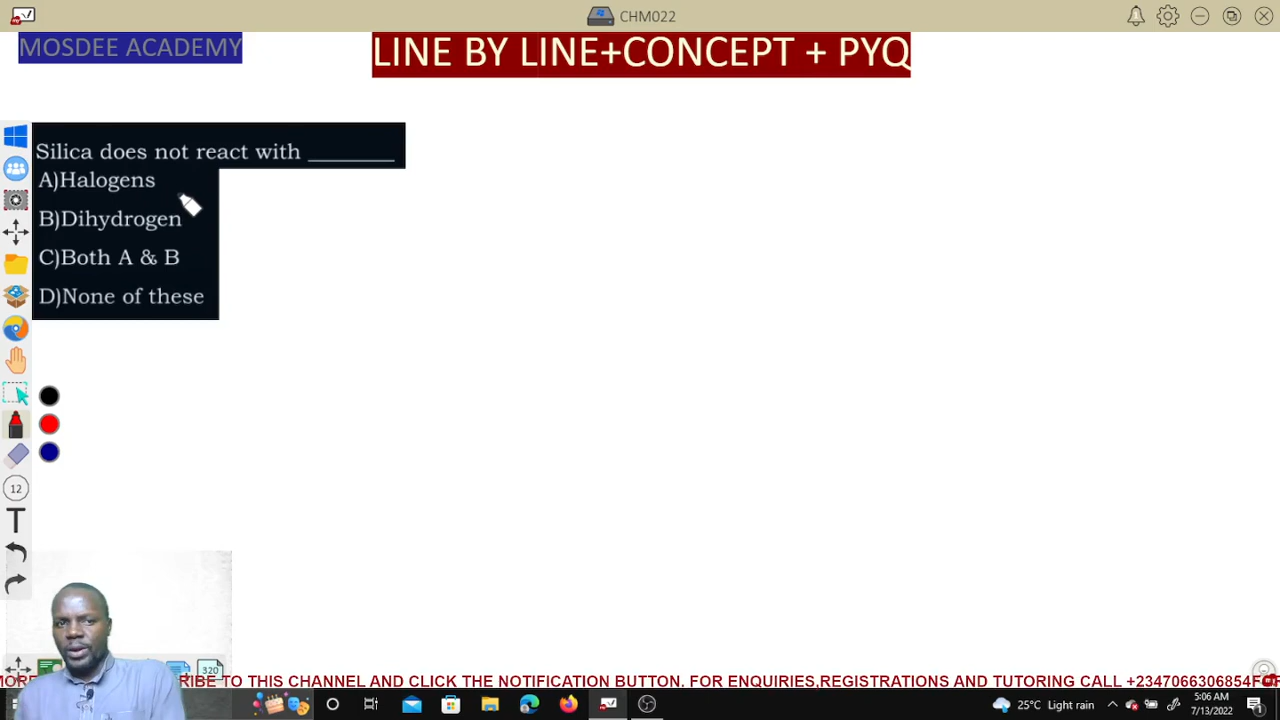 CHM022
MOSDEE ACADEMY
LINE BY LINE+CONCEPT + PYQ
Silica does not react with ________
A)Halogens
B)Dihydrogen
C)Both A & B
D)None of these
12
T
320
RIBE TO THIS CHANNEL AND CLICK THE NOTIFICATION BUTTON. FOR ENQUIRIES,REGISTRATIONS AND TUTORING CALL +2347066306854
25°C Light rain
5:06 AM
7/13/2022